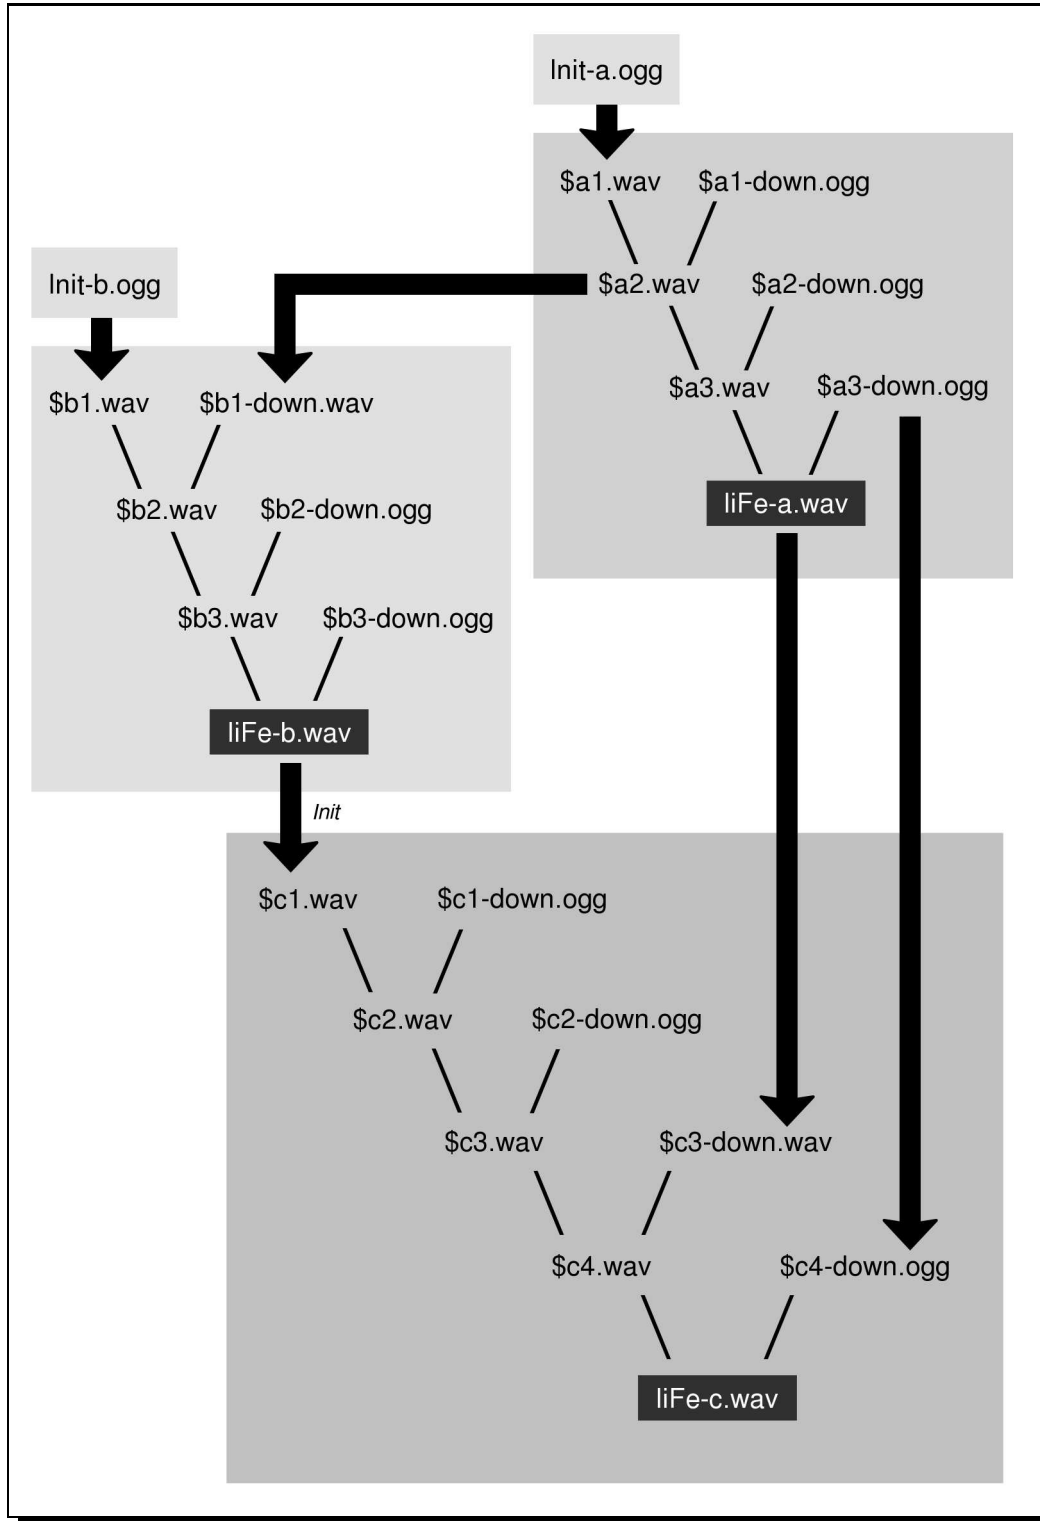 Init-a.ogg
$a1.wav $a1-down.ogg
$a2.wav $a2-down.ogg
$a3.wav $a3-down.ogg
liFe-a.wav
Init-b.ogg
$b1.wav $b1-down.wav
$b2.wav $b2-down.ogg
$b3.wav $b3-down.ogg
liFe-b.wav
Init
$c1.wav $c1-down.ogg
$c2.wav $c2-down.ogg
$c3.wav $c3-down.wav
$c4.wav $c4-down.ogg
liFe-c.wav